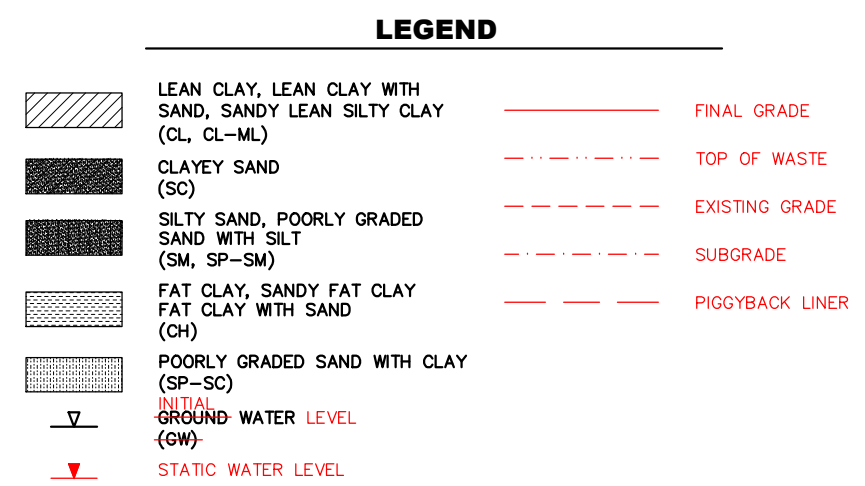 LEGEND
LEAN CLAY, LEAN CLAY WITH
SAND, SANDY LEAN SILTY CLAY
(CL, CL-ML)
CLAYEY SAND
(SC)
SILTY SAND, POORLY GRADED
SAND WITH SILT
(SM, SP-SM)
FAT CLAY, SANDY FAT CLAY
FAT CLAY WITH SAND
(CH)
POORLY GRADED SAND WITH CLAY
(SP-SC)
INITIAL
GROUND WATER LEVEL
(GW)
STATIC WATER LEVEL
FINAL GRADE
TOP OF WASTE
EXISTING GRADE
SUBGRADE
PIGGYBACK LINER